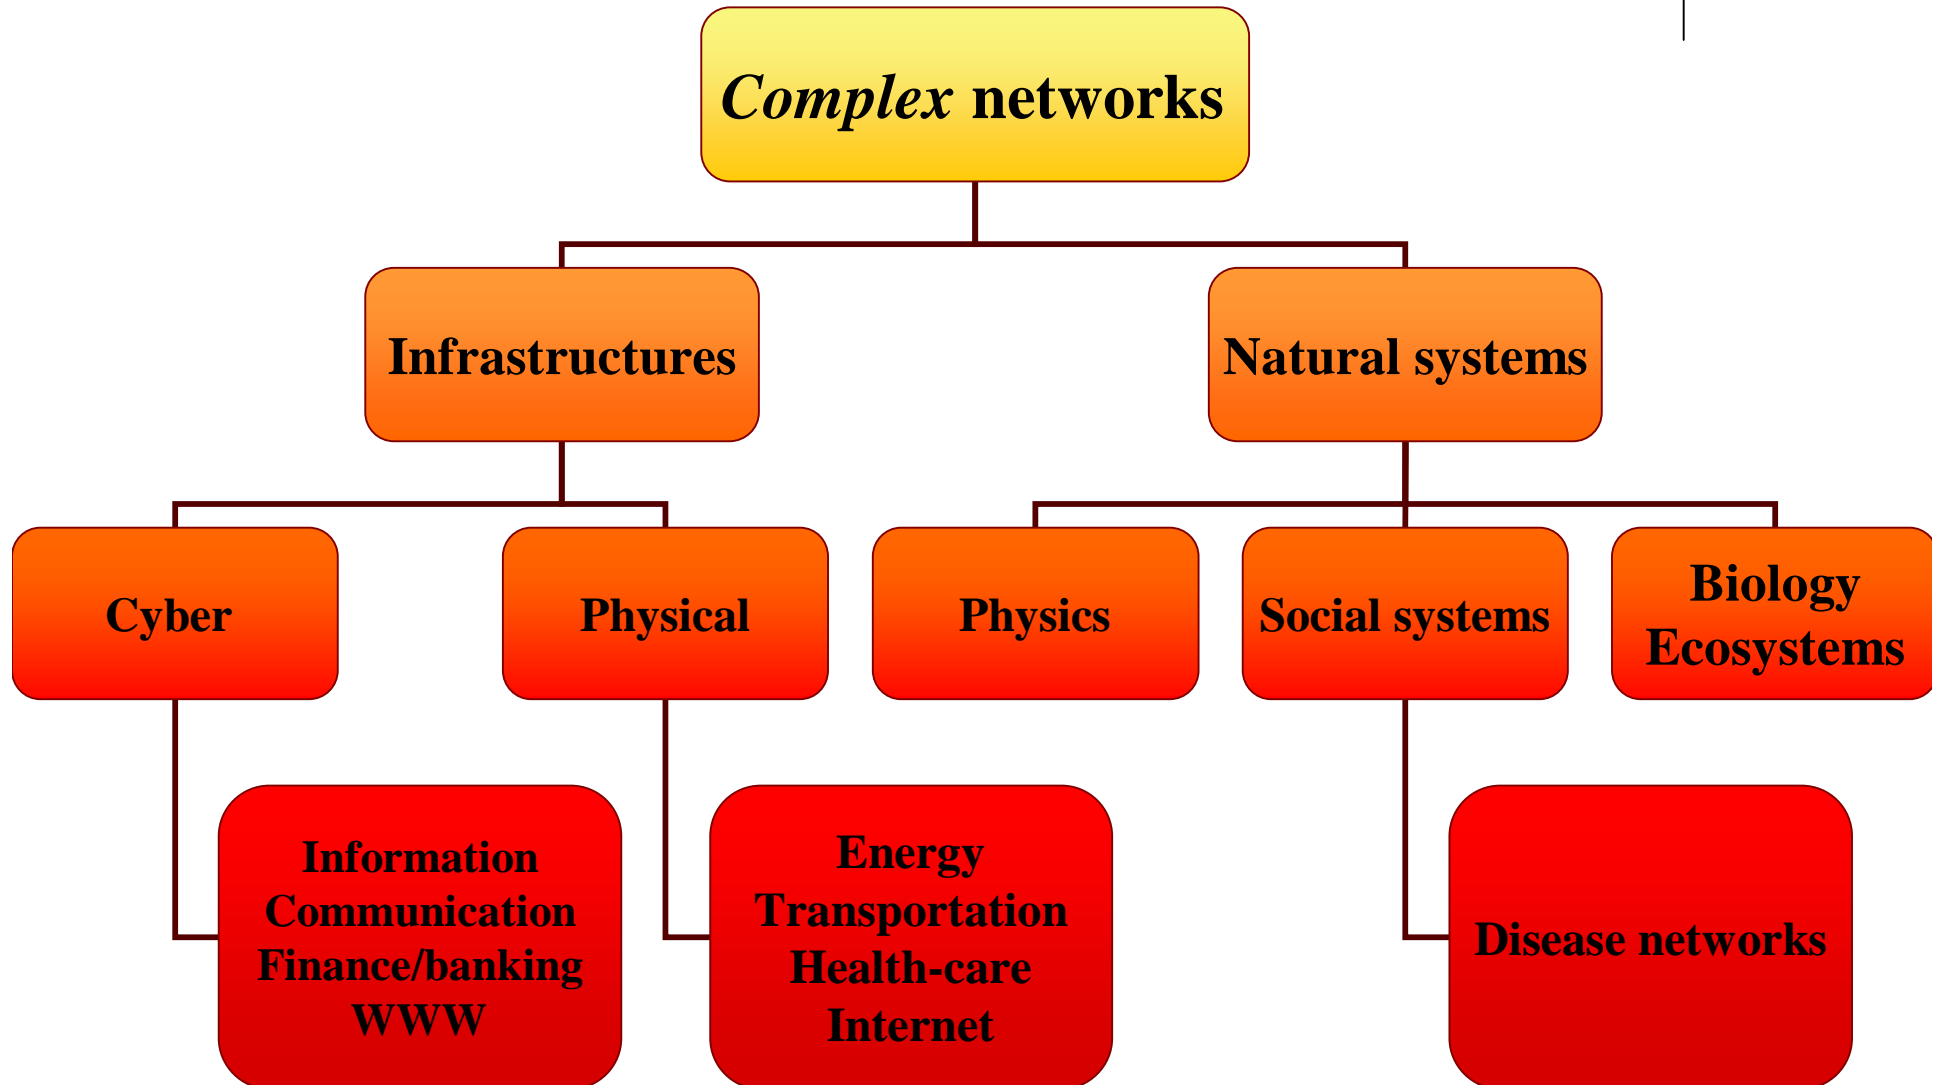 Complex networks
Infrastructures
Natural systems
Cyber
Physical
Physics
Social systems
Biology
Ecosystems
Information
Communication
Finance/banking
WWW
Energy
Transportation
Health-care
Internet
Disease networks